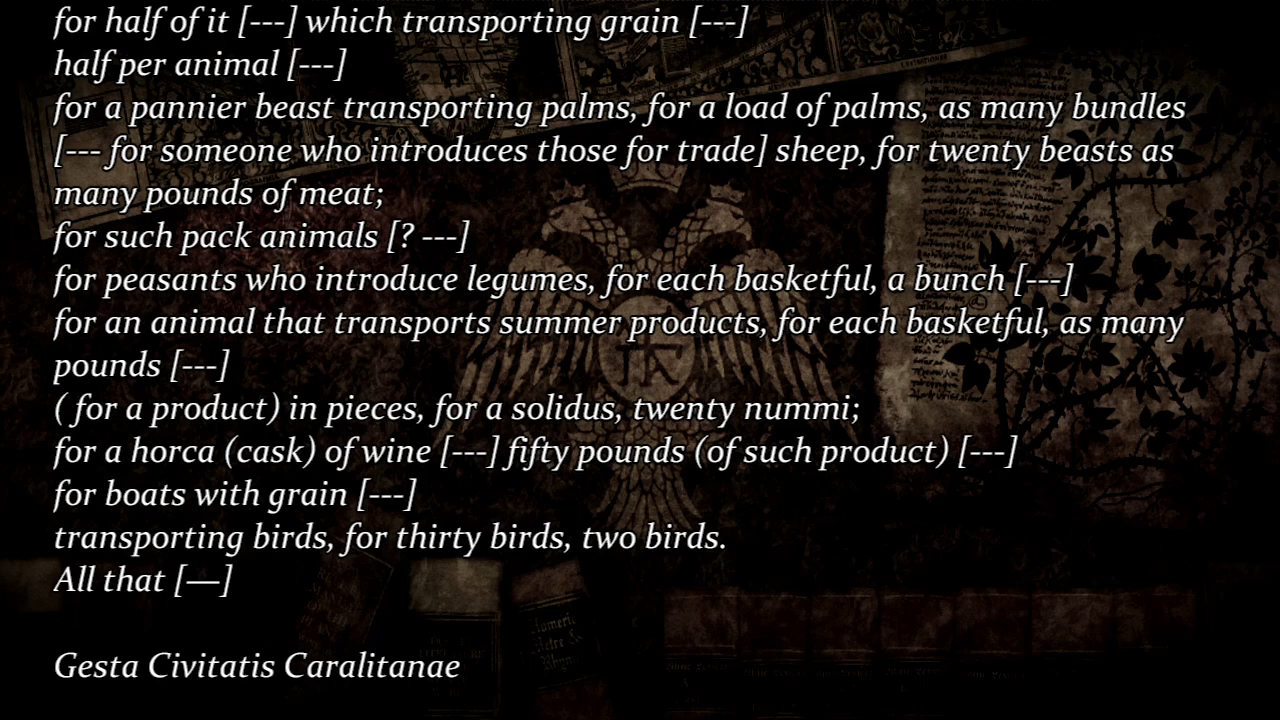 for half of it [---] which transporting grain [---]
half per animal [---]
for a pannier beast transporting palms, for a load of palms, as many bundles
[--- for someone who introduces those for trade] sheep, for twenty beasts as
many pounds of meat;
for such pack animals [? ---]
for peasants who introduce legumes, for each basketful, a bunch [---]
for an animal that transports summer products, for each basketful, as many
pounds [---]
( for a product) in pieces, for a solidus, twenty nummi;
for a horca (cask) of wine [---] fifty pounds (of such product) [---]
for boats with grain [---]
transporting birds, for thirty birds, two birds.
All that [—]
Gesta Civitatis Caralitanae